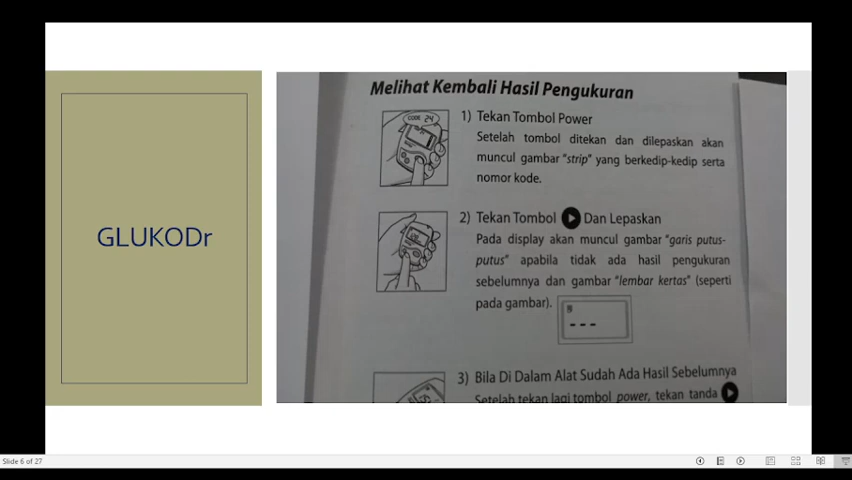 GLUKODr
Melihat Kembali Hasil Pengukuran
CODE 24
1) Tekan Tombol Power
Setelah tombol ditekan dan dilepaskan akan
muncul gambar "strip" yang berkedip-kedip serta
nomor kode.
2) Tekan Tombol Dan Lepaskan
Pada display akan muncul gambar "garis putus-
putus" apabila tidak ada hasil pengukuran
sebelumnya dan gambar "lembar kertas" (seperti
pada gambar).
---
3) Bila Di Dalam Alat Sudah Ada Hasil Sebelumnya
Setelah tekan lagi tombol power, tekan tanda
Slide 6 of 27